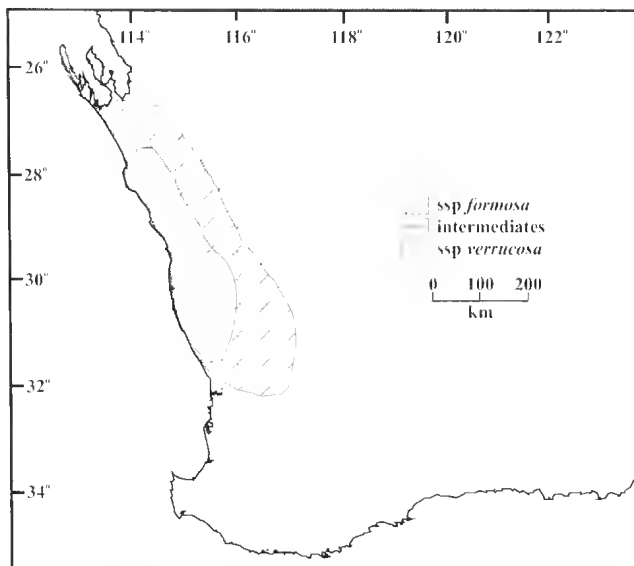 114° 116° 118° 120° 122°
26°
28°
ssp formosa
intermediates
ssp verrucosa
30°
0 100 200
km
32°
34°